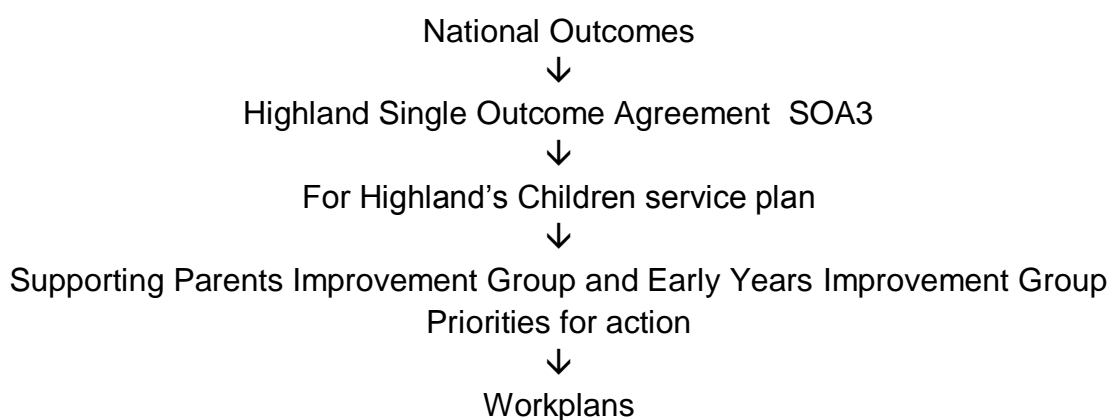 National Outcomes
↓
Highland Single Outcome Agreement  SOA3
↓
For Highland's Children service plan
↓
Supporting Parents Improvement Group and Early Years Improvement Group
Priorities for action
↓
Workplans